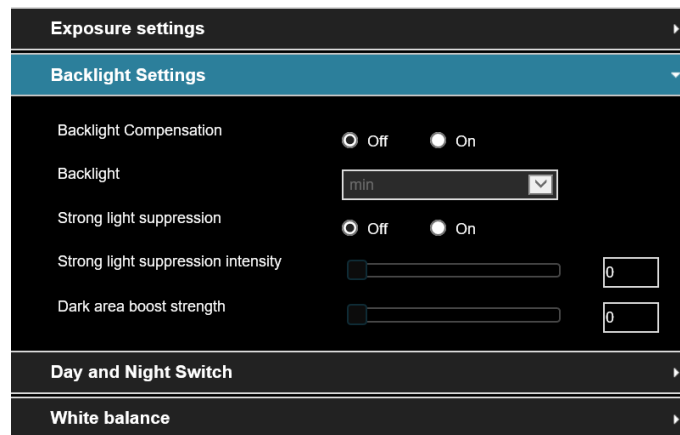 Exposure settings
Backlight Settings
Backlight Compensation Off On
Backlight min
Strong light suppression Off On
Strong light suppression intensity 0
Dark area boost strength 0
Day and Night Switch
White balance